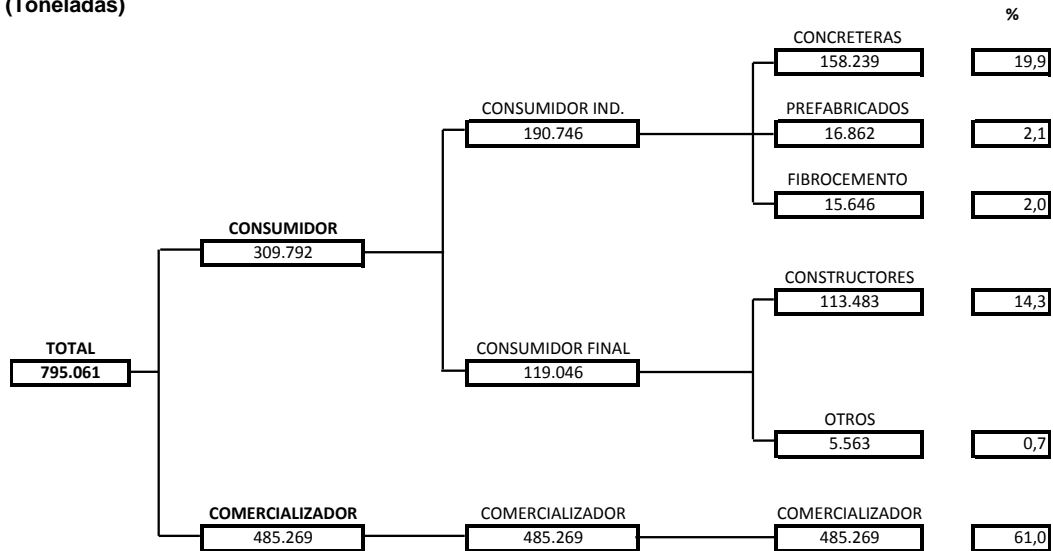 (Toneladas)
%
CONCRETERAS
158.239
19,9
CONSUMIDOR IND.
190.746
PREFABRICADOS
16.862
2,1
FIBROCEMENTO
15.646
2,0
CONSUMIDOR
309.792
CONSTRUCTORES
113.483
14,3
TOTAL
795.061
CONSUMIDOR FINAL
119.046
OTROS
5.563
0,7
COMERCIALIZADOR
485.269
COMERCIALIZADOR
485.269
COMERCIALIZADOR
485.269
61,0